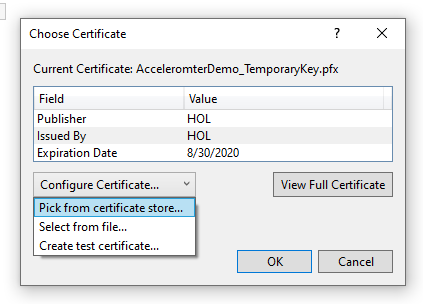 Choose Certificate
Current Certificate: AcceleromterDemo_TemporaryKey.pfx
Field Value
Publisher HOL
Issued By HOL
Expiration Date 8/30/2020
Configure Certificate... View Full Certificate
Pick from certificate store...
Select from file...
Create test certificate...
OK Cancel